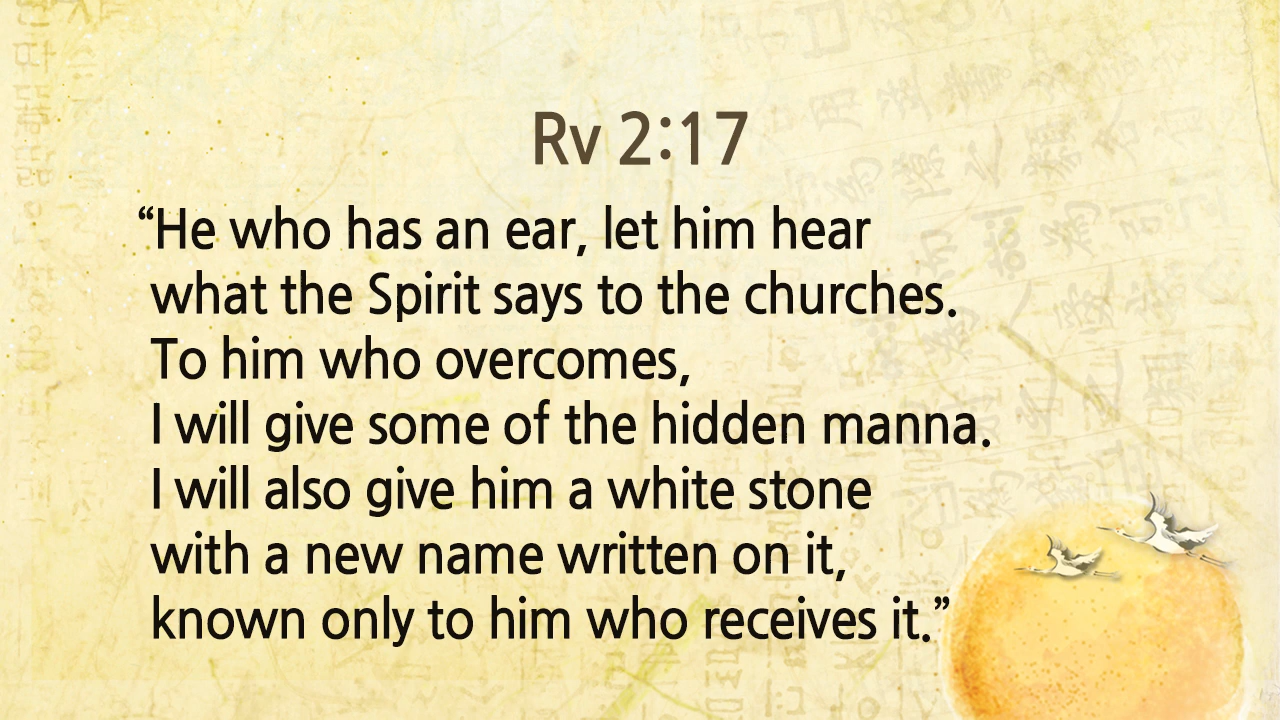 Rv 2:17
“He who has an ear, let him hear
what the Spirit says to the churches.
To him who overcomes,
I will give some of the hidden manna.
I will also give him a white stone
with a new name written on it,
known only to him who receives it.”